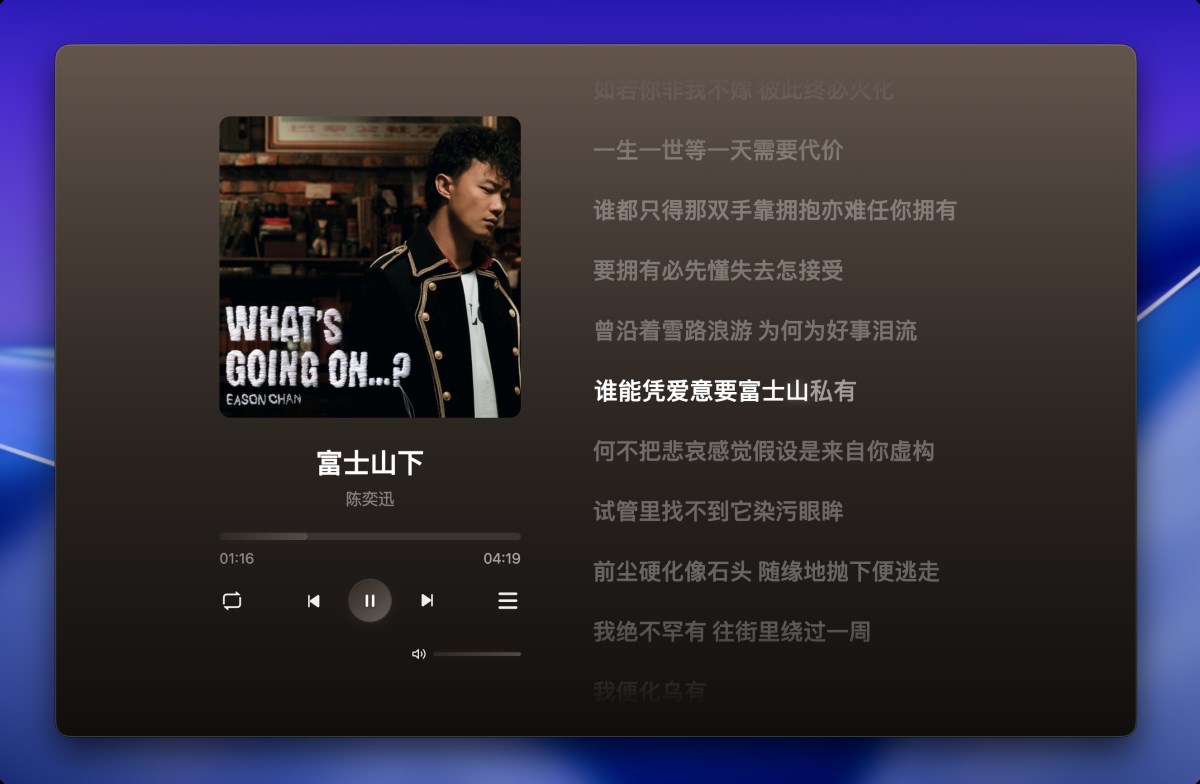 WHAT'S
GOING ON...?
EASON CHAN
富士山下
陈奕迅
01:16
04:19
如若你非我不嫁 彼此终必火化
一生一世等一天需要代价
谁都只得那双手靠拥抱亦难任你拥有
要拥有必先懂失去怎接受
曾沿着雪路浪游 为何为好事泪流
谁能凭爱意要富士山私有
何不把悲哀感觉假设是来自你虚构
试管里找不到它染污眼眸
前尘硬化像石头 随缘地抛下便逃走
我绝不罕有 往街里绕过一周
我便化乌有